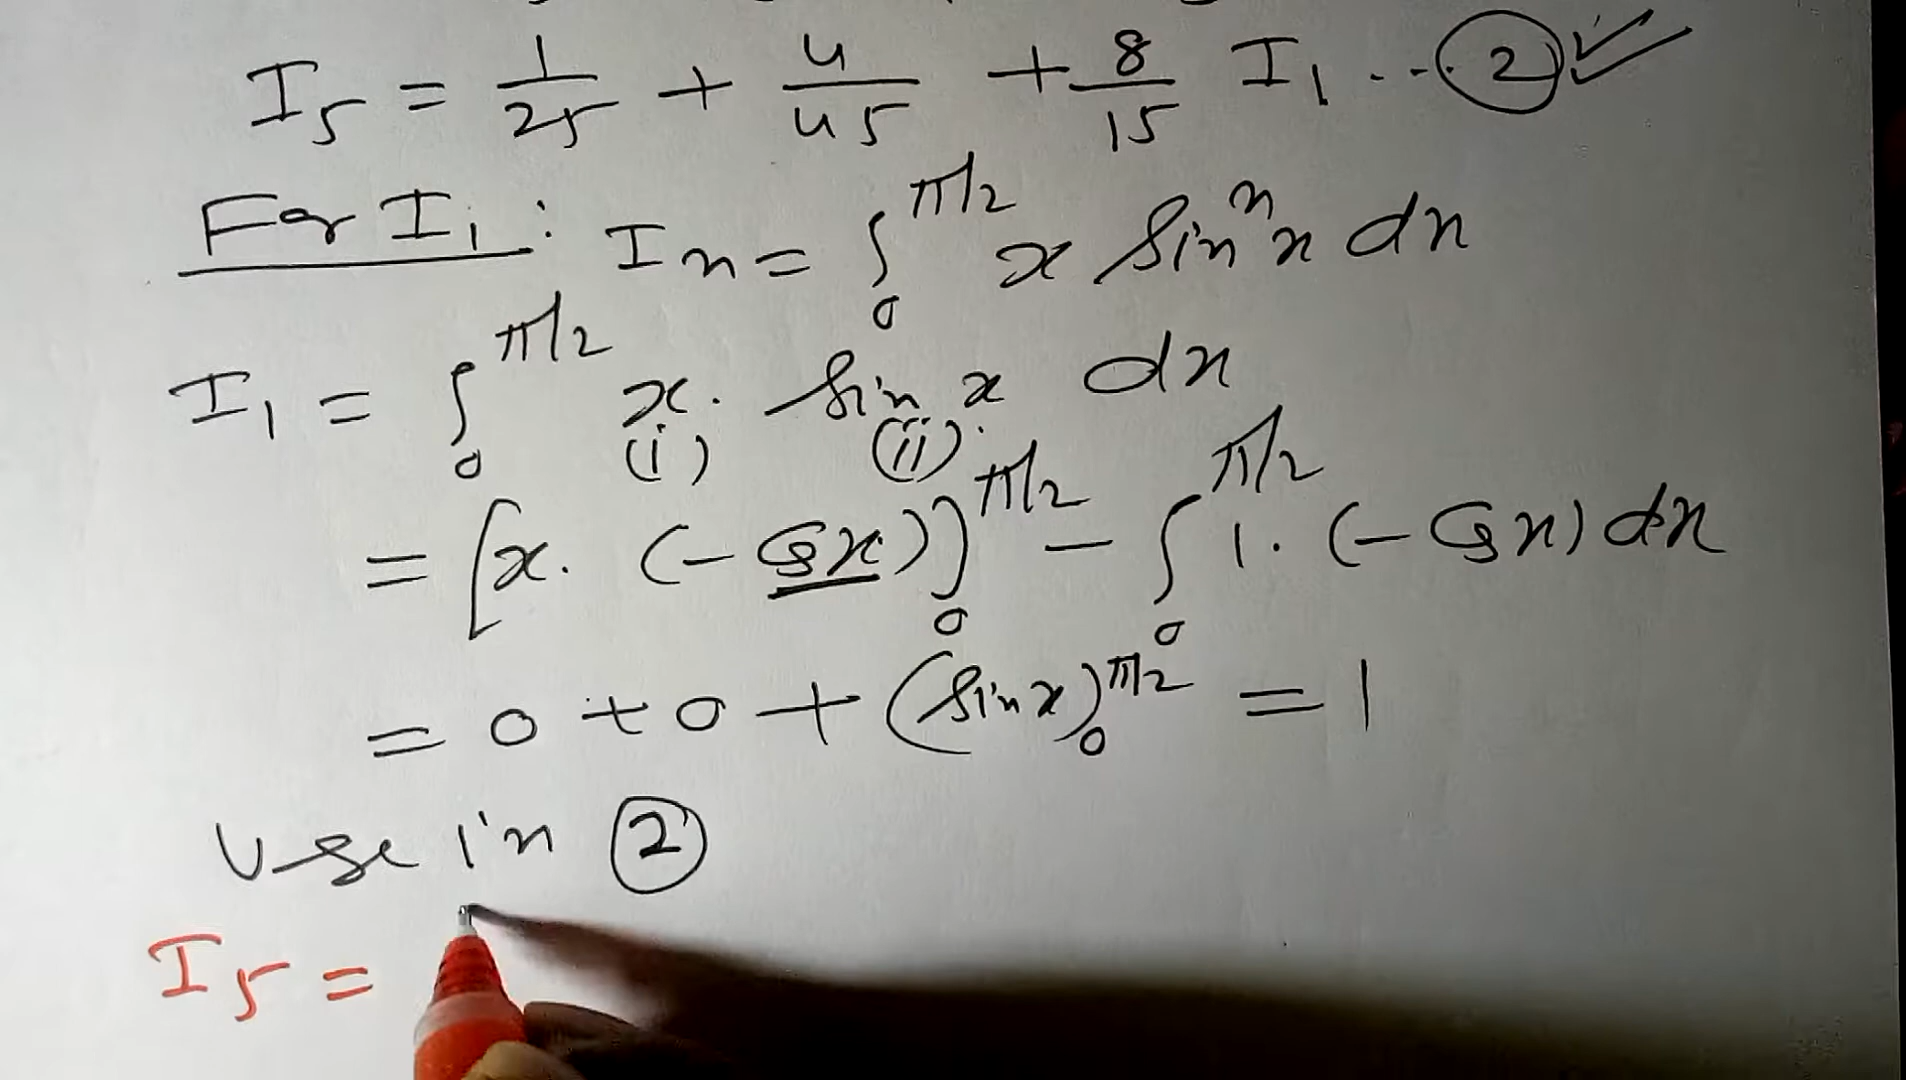 I₅ = 1/25 + 4/45 + 8/15 I₁ ... ②
For I₁: Iₙ = ∫₀^π/2 x sinⁿx dx
I₁ = ∫₀^π/2 x. sin x dx
(i) (ii)
= [x. (-cos x)]₀^π/2 - ∫₀^π/2 1. (-cos x) dx
= 0 + 0 + (sin x)₀^π/2 = 1
Use in ②
I₅ =